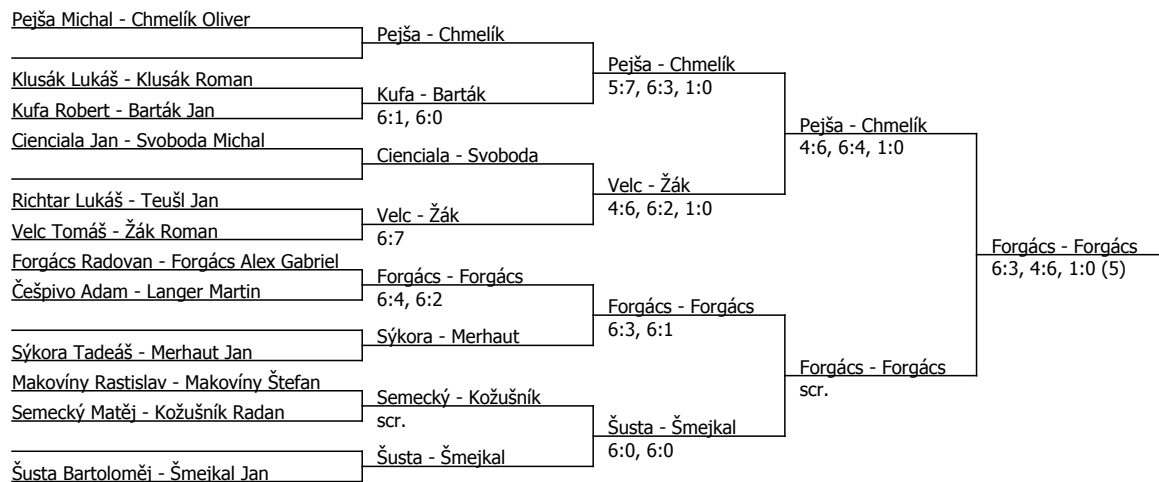 Pejša Michal - Chmelík Oliver
Klusák Lukáš - Klusák Roman
Kufa Robert - Barták Jan
Cienciala Jan - Svoboda Michal
Richtar Lukáš - Teušl Jan
Velc Tomáš - Žák Roman
Forgács Radovan - Forgács Alex Gabriel
Češpivo Adam - Langer Martin
Sýkora Tadeáš - Merhaut Jan
Makovíny Rastislav - Makovíny Štefan
Semecký Matěj - Kožušník Radan
Šusta Bartoloměj - Šmejkal Jan
Pejša - Chmelík
Kufa - Barták
6:1, 6:0
Cienciala - Svoboda
Velc - Žák
6:7
Forgács - Forgács
6:4, 6:2
Sýkora - Merhaut
Semecký - Kožušník
scr.
Šusta - Šmejkal
Pejša - Chmelík
5:7, 6:3, 1:0
Velc - Žák
4:6, 6:2, 1:0
Forgács - Forgács
6:3, 6:1
Šusta - Šmejkal
6:0, 6:0
Pejša - Chmelík
4:6, 6:4, 1:0
Forgács - Forgács
scr.
Forgács - Forgács
6:3, 4:6, 1:0 (5)